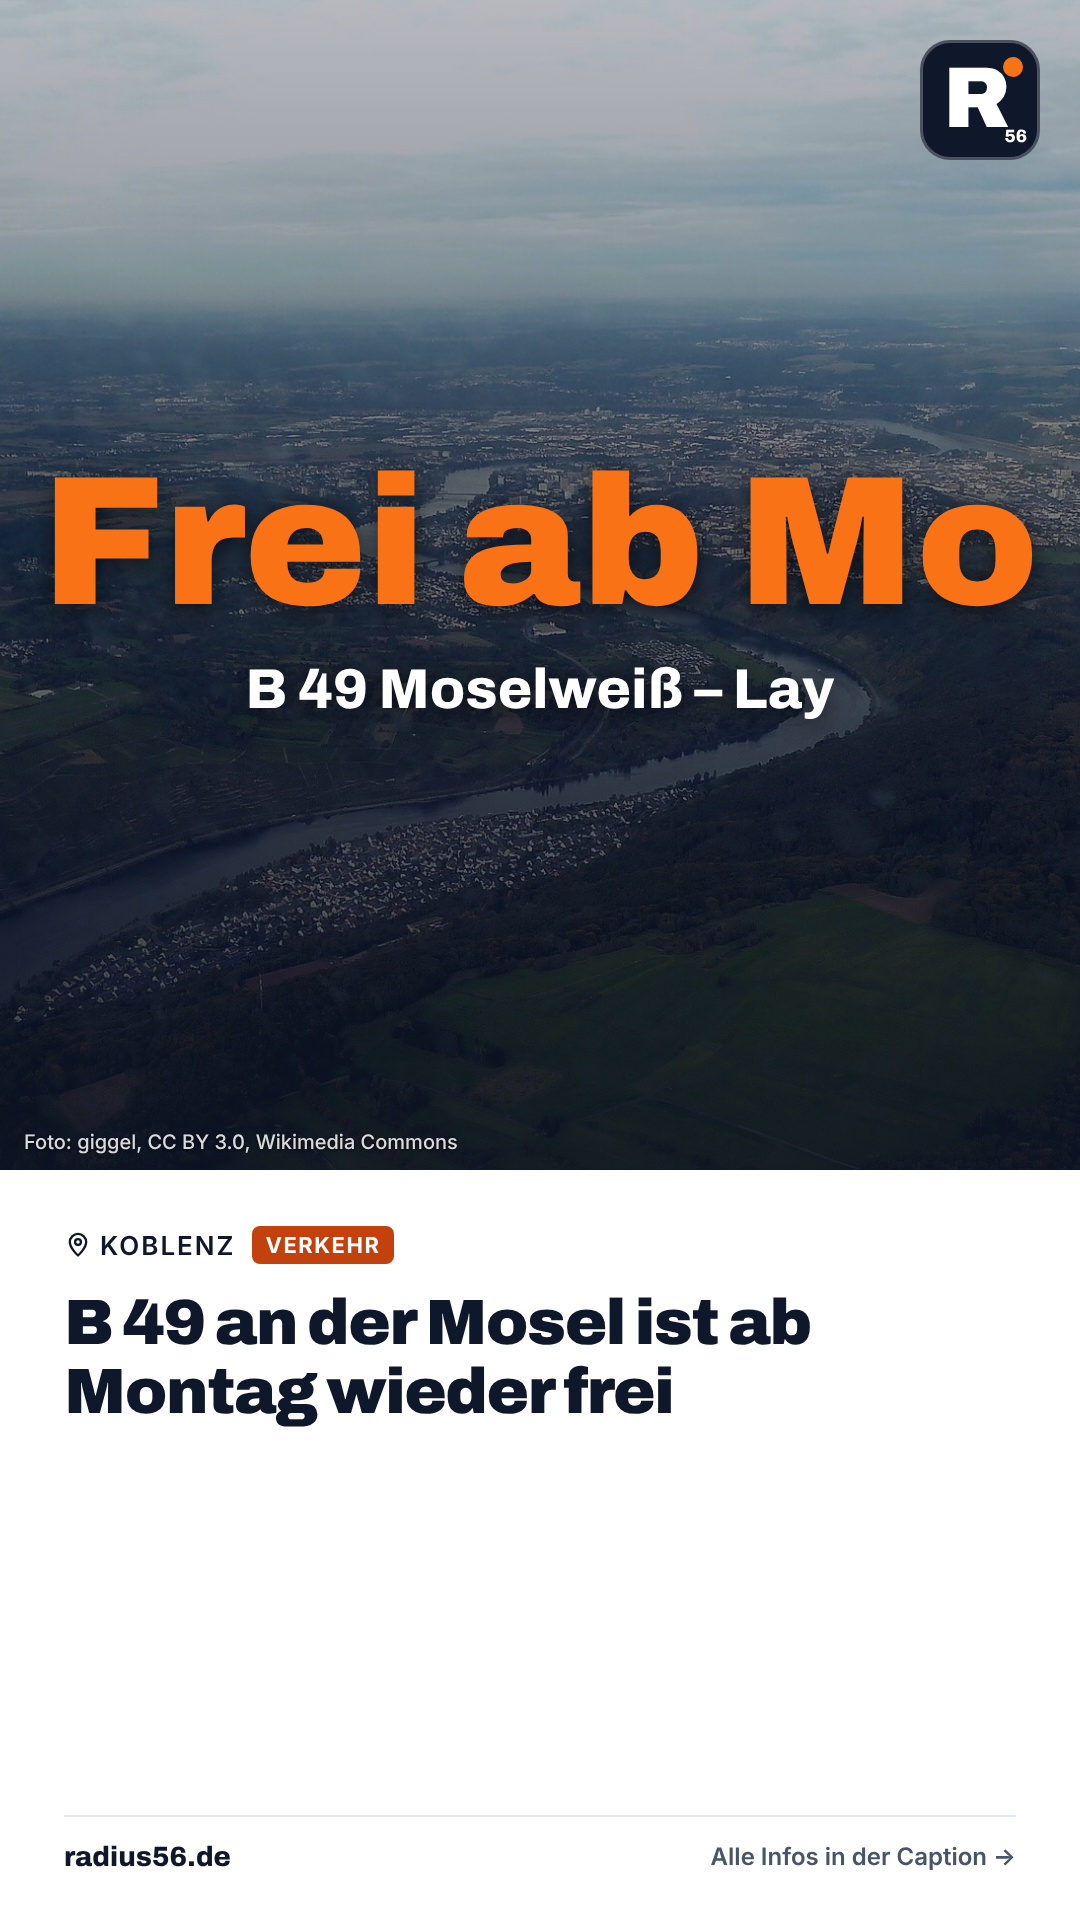 R
56
Frei ab Mo
B 49 Moselweiß – Lay
Foto: giggel, CC BY 3.0, Wikimedia Commons
KOBLENZ VERKEHR
B 49 an der Mosel ist ab
Montag wieder frei
radius56.de Alle Infos in der Caption →